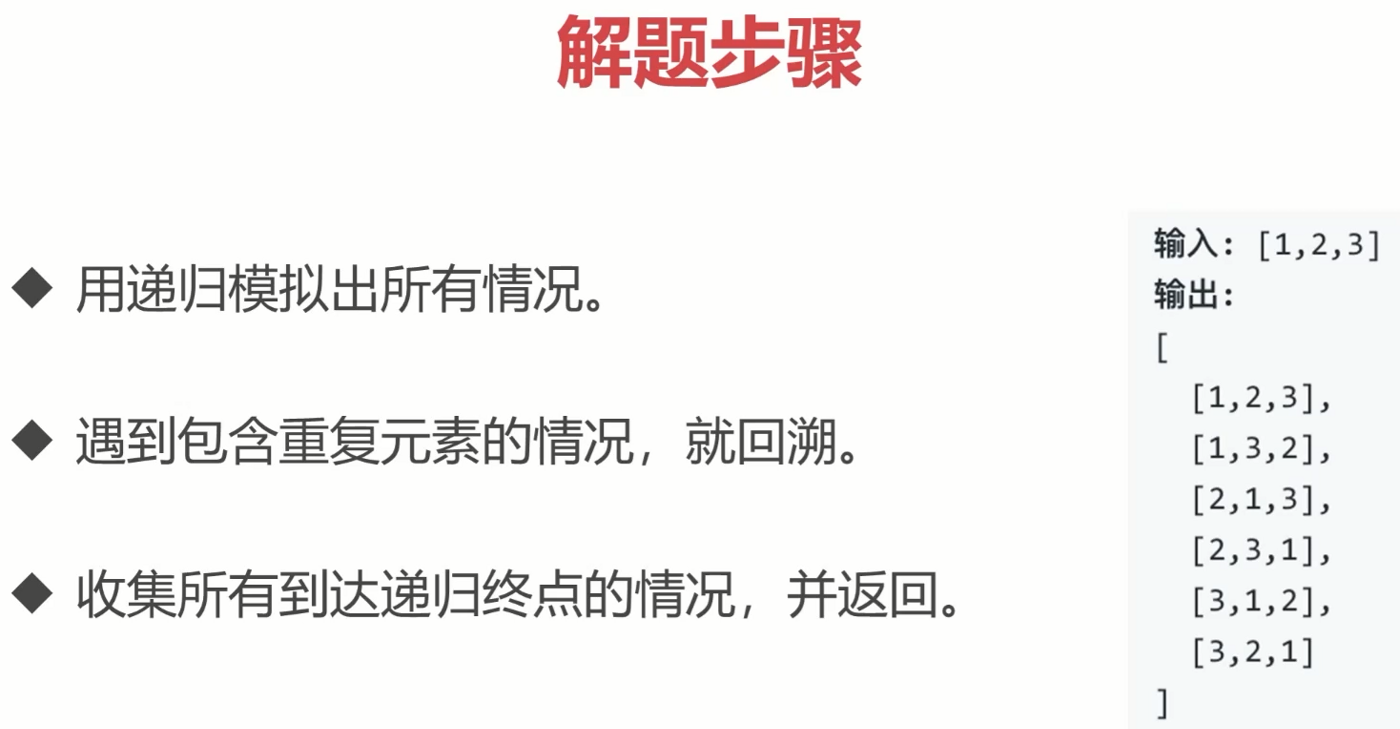 解题步骤
◆ 用递归模拟出所有情况。
◆ 遇到包含重复元素的情况，就回溯。
◆ 收集所有到达递归终点的情况，并返回。
输入: [1,2,3]
输出:
[
  [1,2,3],
  [1,3,2],
  [2,1,3],
  [2,3,1],
  [3,1,2],
  [3,2,1]
]